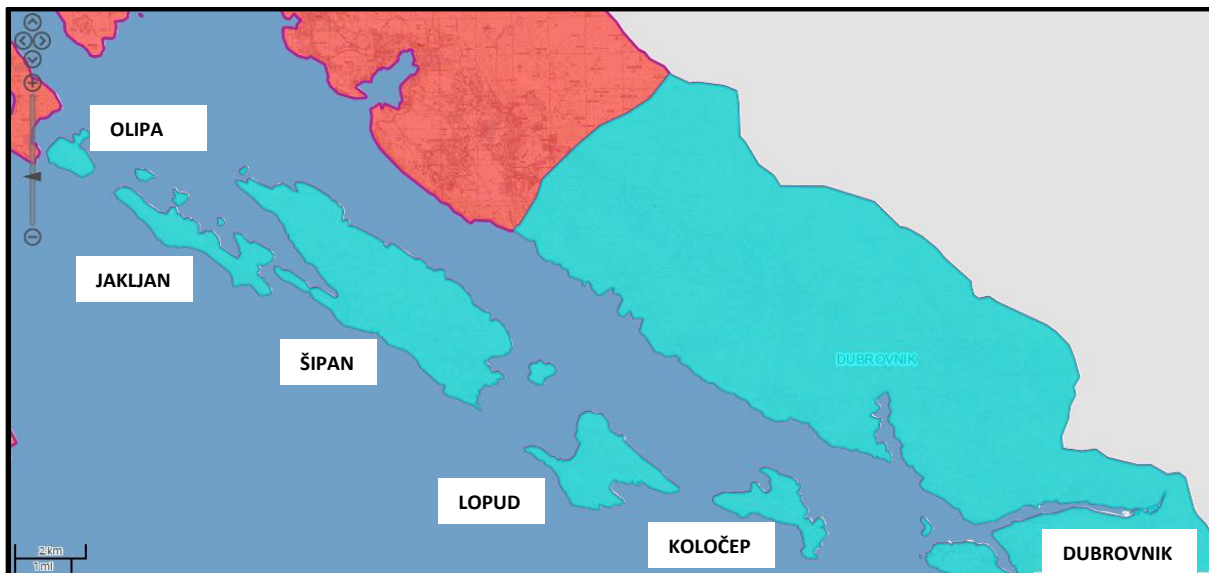 OLIPA
JAKLJAN
ŠIPAN
DUBROVNIK
LOPUD
KOLOČEP
DUBROVNIK
2 km
1 mi